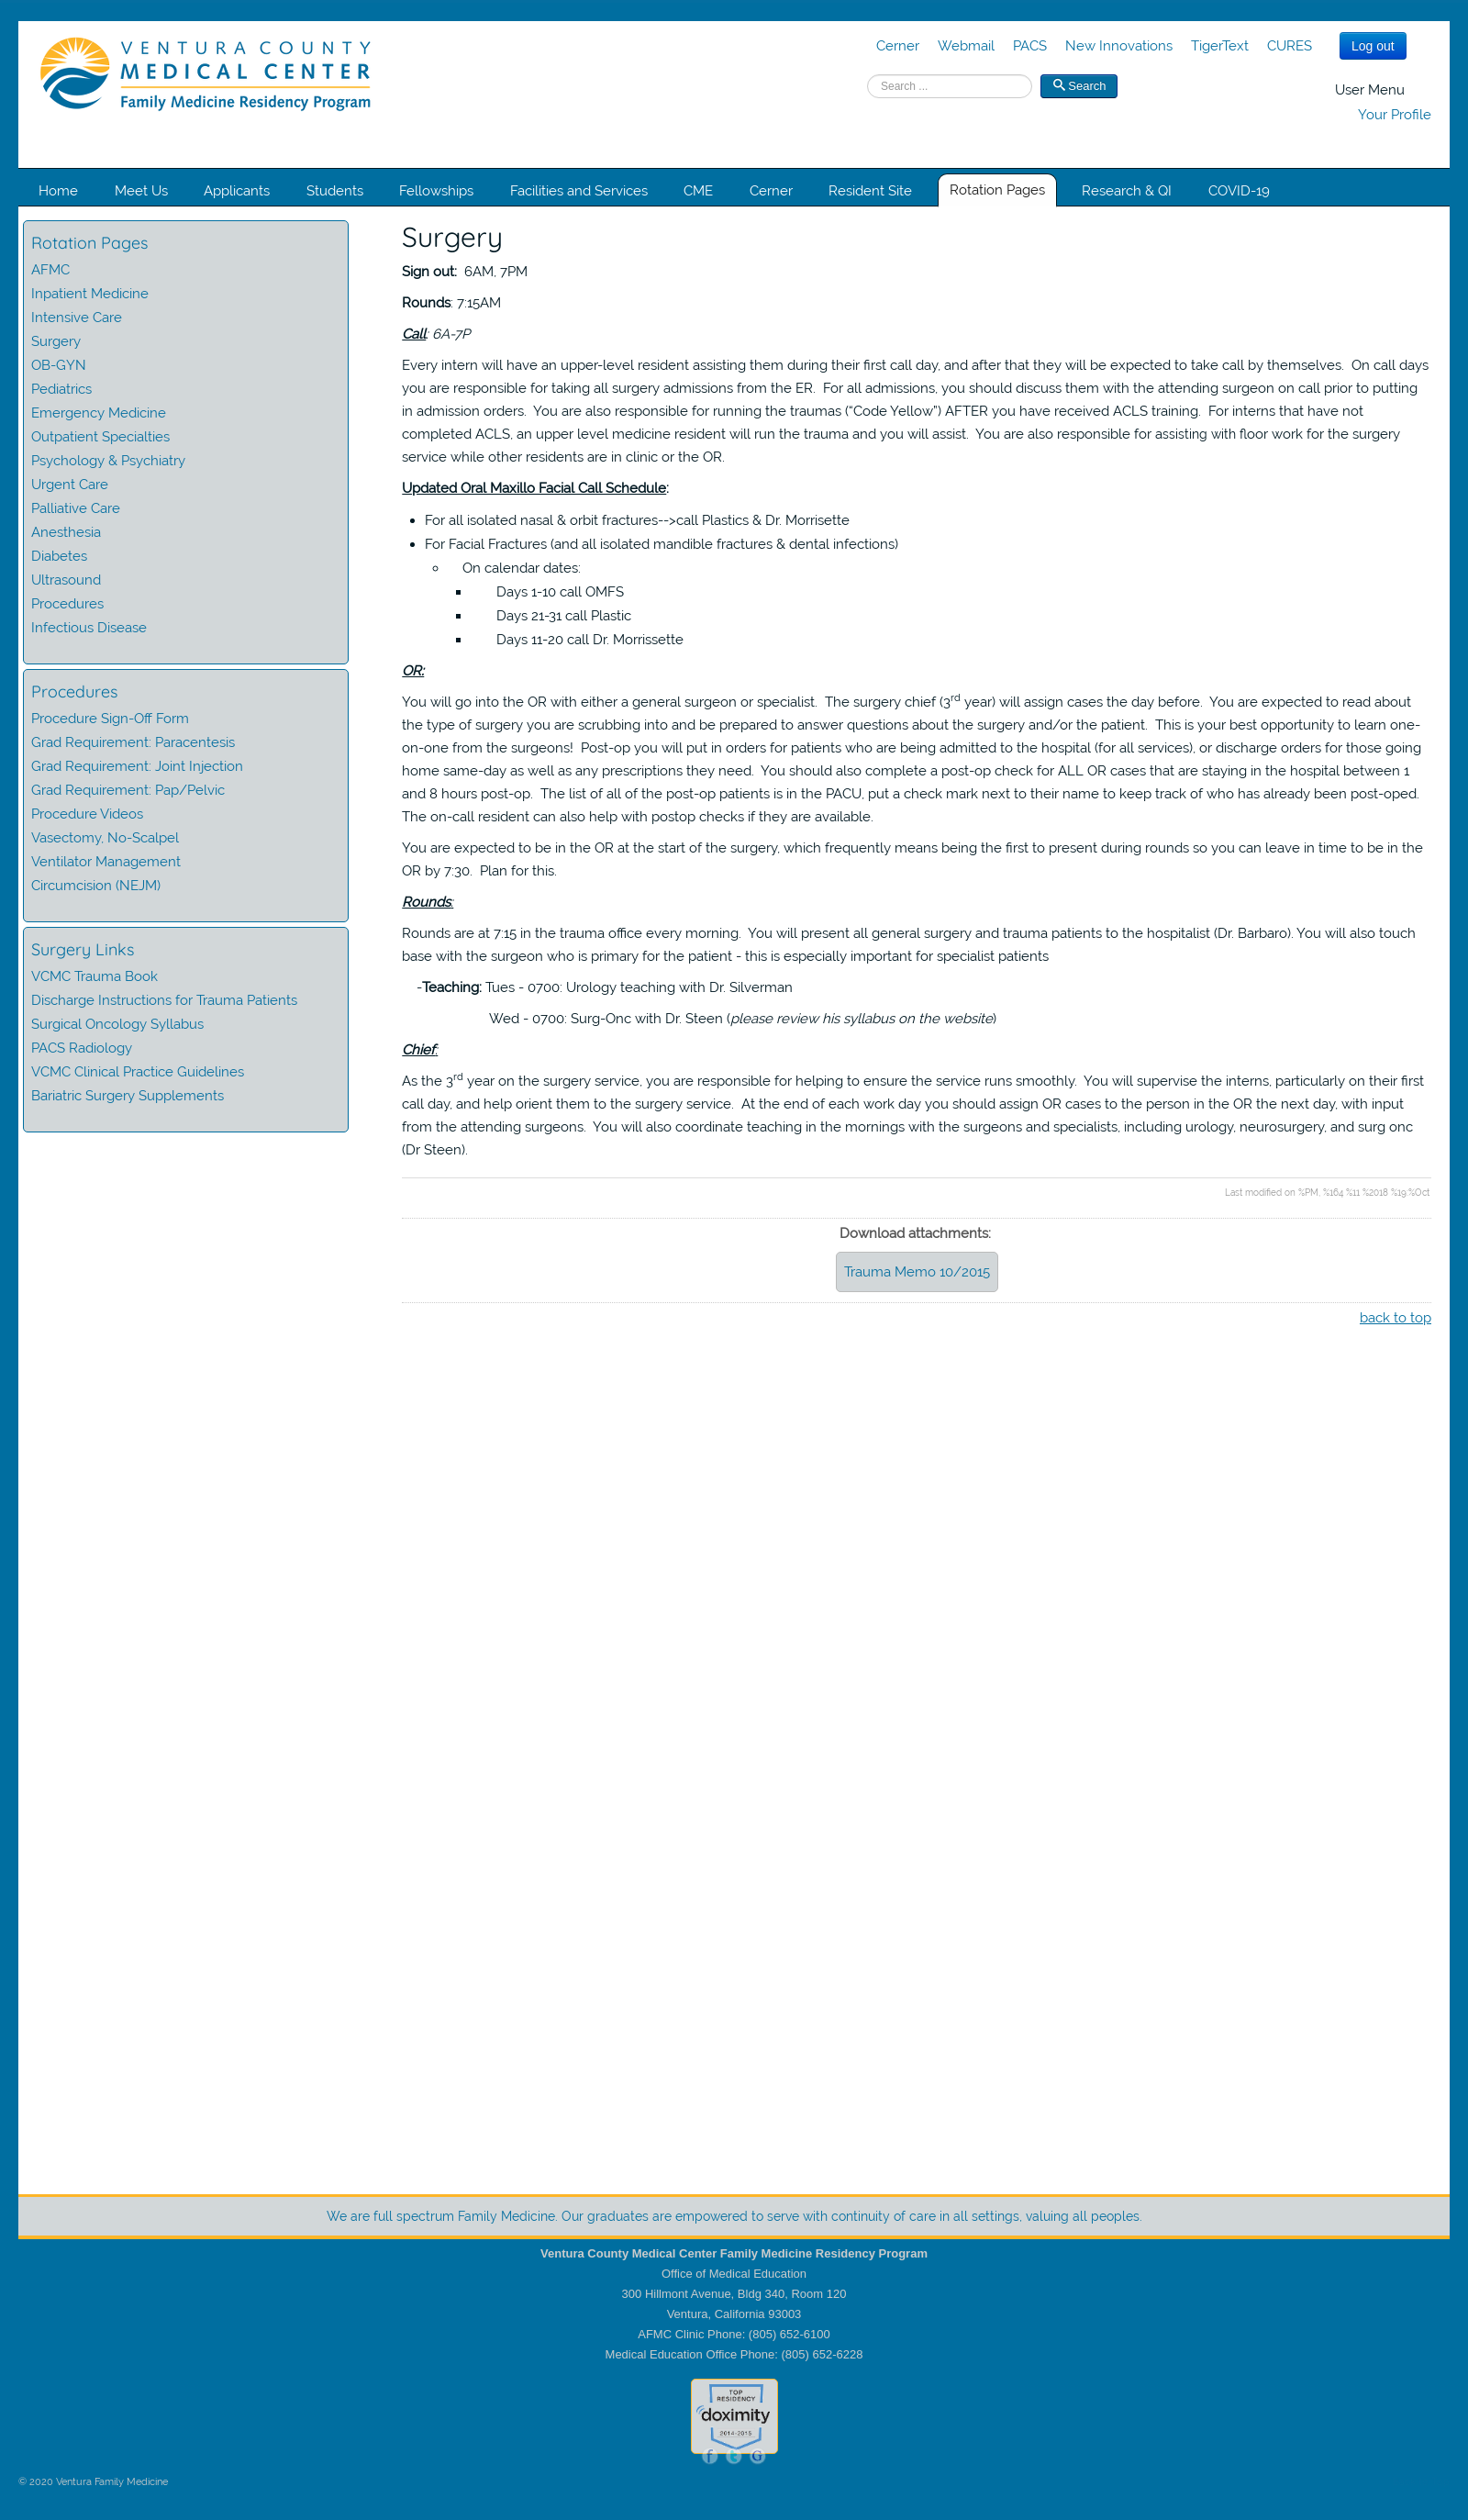 VENTURA COUNTY
MEDICAL CENTER
Family Medicine Residency Program
Cerner Webmail PACS New Innovations TigerText CURES Log out
Search ... Search
User Menu
Your Profile
Home Meet Us Applicants Students Fellowships Facilities and Services CME Cerner Resident Site Rotation Pages Research & QI COVID-19
Rotation Pages
AFMC
Inpatient Medicine
Intensive Care
Surgery
OB-GYN
Pediatrics
Emergency Medicine
Outpatient Specialties
Psychology & Psychiatry
Urgent Care
Palliative Care
Anesthesia
Diabetes
Ultrasound
Procedures
Infectious Disease
Procedures
Procedure Sign-Off Form
Grad Requirement: Paracentesis
Grad Requirement: Joint Injection
Grad Requirement: Pap/Pelvic
Procedure Videos
Vasectomy, No-Scalpel
Ventilator Management
Circumcision (NEJM)
Surgery Links
VCMC Trauma Book
Discharge Instructions for Trauma Patients
Surgical Oncology Syllabus
PACS Radiology
VCMC Clinical Practice Guidelines
Bariatric Surgery Supplements
Surgery
Sign out: 6AM, 7PM
Rounds: 7:15AM
Call: 6A-7P
Every intern will have an upper-level resident assisting them during their first call day, and after that they will be expected to take call by themselves. On call days
you are responsible for taking all surgery admissions from the ER. For all admissions, you should discuss them with the attending surgeon on call prior to putting
in admission orders. You are also responsible for running the traumas (“Code Yellow”) AFTER you have received ACLS training. For interns that have not
completed ACLS, an upper level medicine resident will run the trauma and you will assist. You are also responsible for assisting with floor work for the surgery
service while other residents are in clinic or the OR.
Updated Oral Maxillo Facial Call Schedule:
• For all isolated nasal & orbit fractures-->call Plastics & Dr. Morrisette
• For Facial Fractures (and all isolated mandible fractures & dental infections)
○ On calendar dates:
▪ Days 1-10 call OMFS
▪ Days 21-31 call Plastic
▪ Days 11-20 call Dr. Morrissette
OR:
You will go into the OR with either a general surgeon or specialist. The surgery chief (3rd year) will assign cases the day before. You are expected to read about
the type of surgery you are scrubbing into and be prepared to answer questions about the surgery and/or the patient. This is your best opportunity to learn one-
on-one from the surgeons! Post-op you will put in orders for patients who are being admitted to the hospital (for all services), or discharge orders for those going
home same-day as well as any prescriptions they need. You should also complete a post-op check for ALL OR cases that are staying in the hospital between 1
and 8 hours post-op. The list of all of the post-op patients is in the PACU, put a check mark next to their name to keep track of who has already been post-oped.
The on-call resident can also help with postop checks if they are available.
You are expected to be in the OR at the start of the surgery, which frequently means being the first to present during rounds so you can leave in time to be in the
OR by 7:30. Plan for this.
Rounds:
Rounds are at 7:15 in the trauma office every morning. You will present all general surgery and trauma patients to the hospitalist (Dr. Barbaro). You will also touch
base with the surgeon who is primary for the patient - this is especially important for specialist patients
-Teaching: Tues - 0700: Urology teaching with Dr. Silverman
Wed - 0700: Surg-Onc with Dr. Steen (please review his syllabus on the website)
Chief:
As the 3rd year on the surgery service, you are responsible for helping to ensure the service runs smoothly. You will supervise the interns, particularly on their first
call day, and help orient them to the surgery service. At the end of each work day you should assign OR cases to the person in the OR the next day, with input
from the attending surgeons. You will also coordinate teaching in the mornings with the surgeons and specialists, including urology, neurosurgery, and surg onc
(Dr Steen).
Last modified on %PM, %164 %11 %2018 %19:%Oct
Download attachments:
Trauma Memo 10/2015
back to top
We are full spectrum Family Medicine. Our graduates are empowered to serve with continuity of care in all settings, valuing all peoples.
Ventura County Medical Center Family Medicine Residency Program
Office of Medical Education
300 Hillmont Avenue, Bldg 340, Room 120
Ventura, California 93003
AFMC Clinic Phone: (805) 652-6100
Medical Education Office Phone: (805) 652-6228
TOP
RESIDENCY
doximity
2014-2015
f t G
© 2020 Ventura Family Medicine